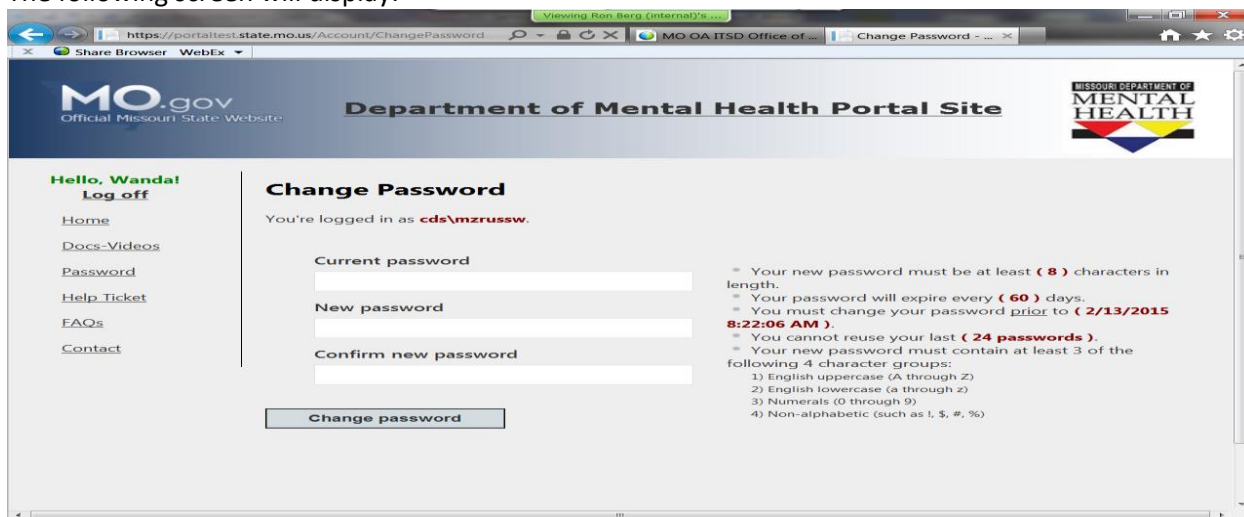 The following screen will display:
Viewing Ron Berg (internal)'s ...
https://portaltest.state.mo.us/Account/ChangePassword
MO OA ITSD Office of ...
Change Password - ...
Share Browser WebEx
MO.gov
Official Missouri State Website
Department of Mental Health Portal Site
MISSOURI DEPARTMENT OF
MENTAL
HEALTH
Hello, Wanda!
Log off
Home
Docs-Videos
Password
Help Ticket
FAQs
Contact
Change Password
You're logged in as cds\mzrussw.
Current password
New password
Confirm new password
Change password
Your new password must be at least ( 8 ) characters in
length.
Your password will expire every ( 60 ) days.
You must change your password prior to ( 2/13/2015
8:22:06 AM ).
You cannot reuse your last ( 24 passwords ).
Your new password must contain at least 3 of the
following 4 character groups:
1) English uppercase (A through Z)
2) English lowercase (a through z)
3) Numerals (0 through 9)
4) Non-alphabetic (such as !, $, #, %)